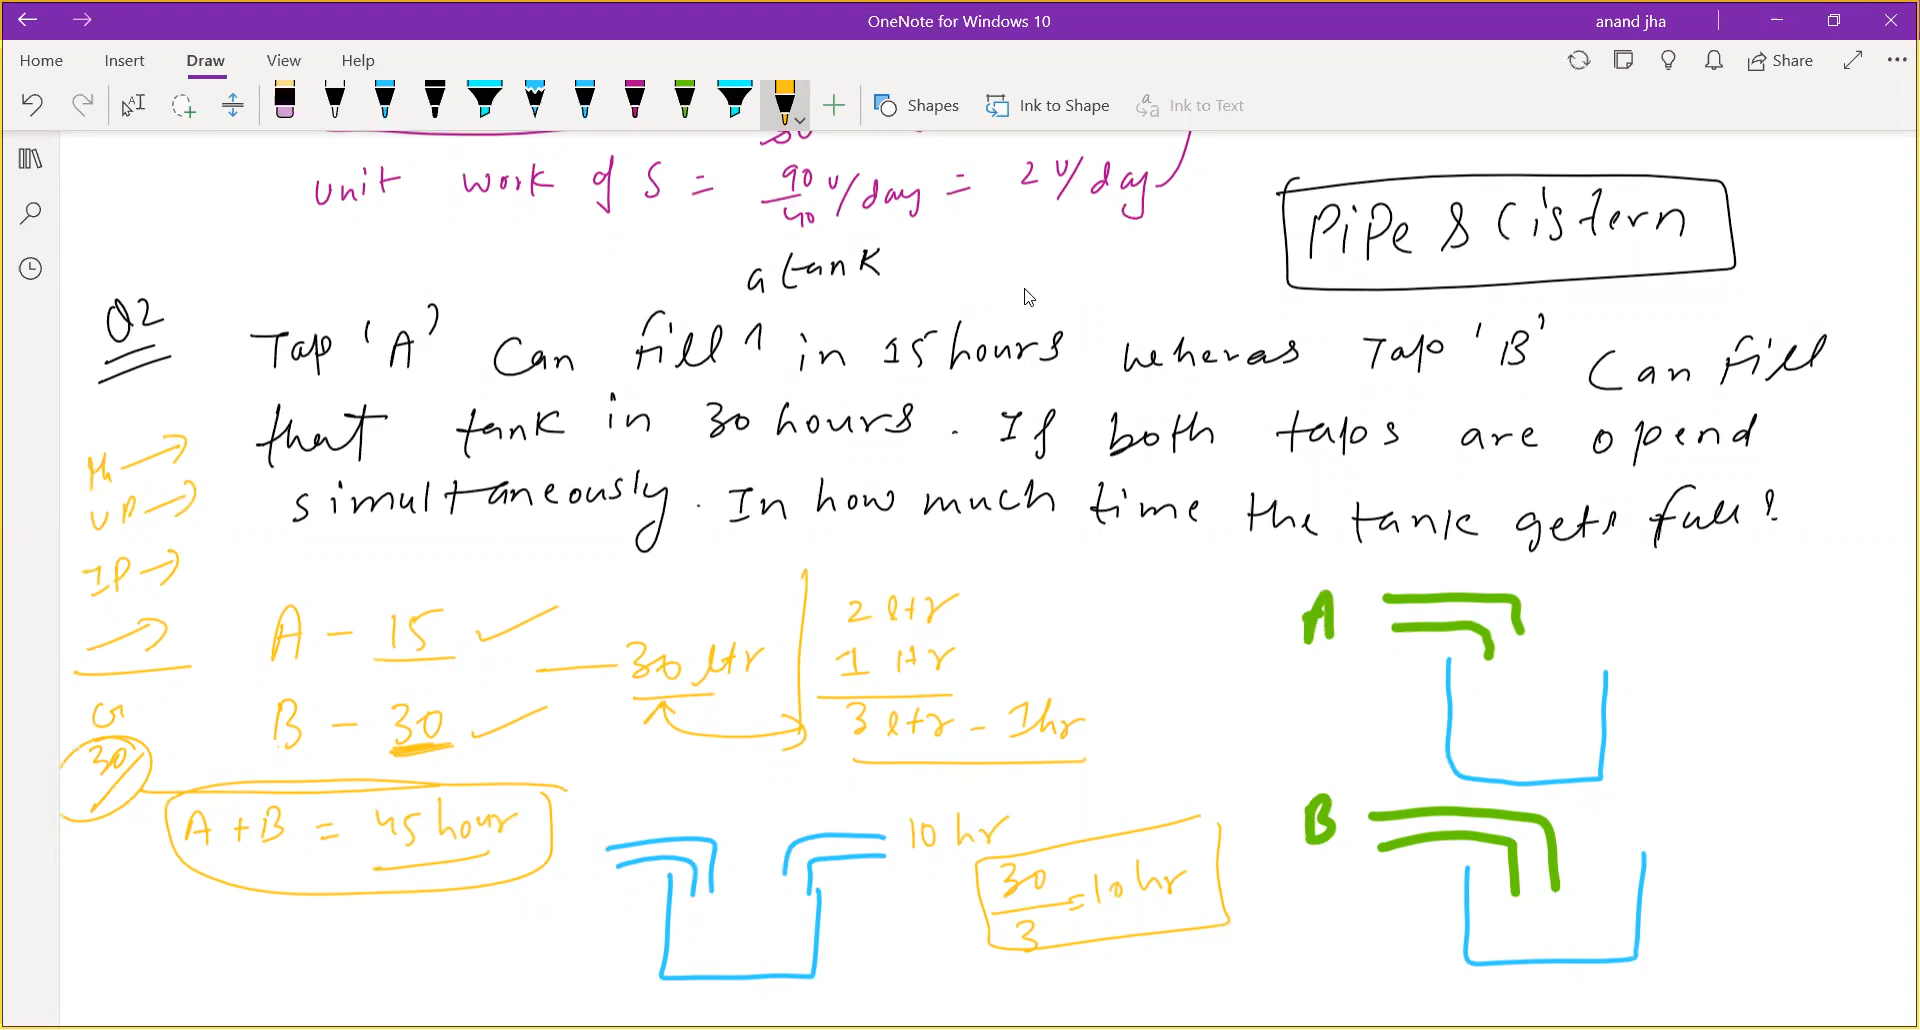 OneNote for Windows 10
anand jha
Home Insert Draw View Help
Share
Shapes Ink to Shape Ink to Text
unit work of S = 90/40 u/day = 2 u/day
PiPe & Cistern
a tank
Q2
Tap 'A' Can fill ^ in 15 hours wheras Tap 'B' Can fill
that tank in 30 hours. If both taps are opend
simultaneously. In how much time the tank gets full?
M →
UP →
IP →
→
30
A - 15
B - 30
30 ltr
2 ltr
1 ltr
3 ltr - 1hr
A + B = 45 hour
10 hr
30/3 = 10 hr
A
B